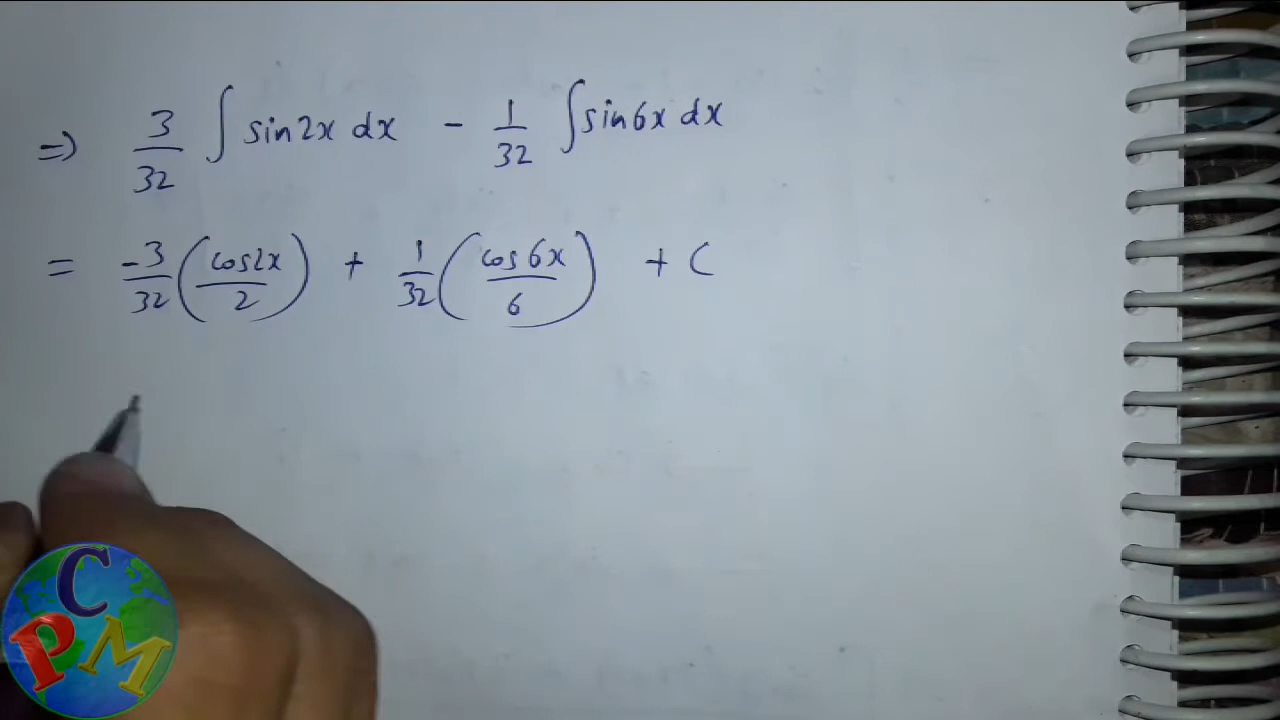 ⇒ 3/32 ∫ sin2x dx - 1/32 ∫sin6x dx
= -3/32 (cos2x/2) + 1/32 (cos6x/6) + C
CPM